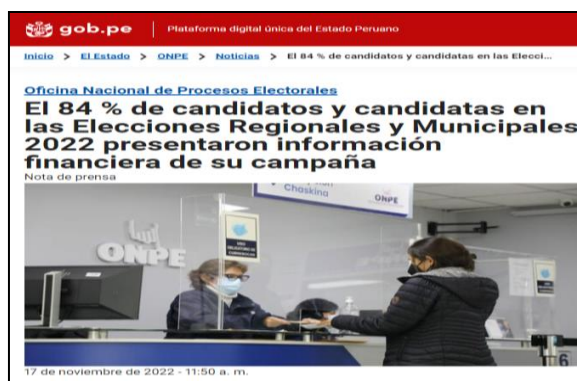 gob.pe | Plataforma digital única del Estado Peruano
Inicio > El Estado > ONPE > Noticias > El 84 % de candidatos y candidatas en las Elecci...
Oficina Nacional de Procesos Electorales
El 84 % de candidatos y candidatas en
las Elecciones Regionales y Municipales
2022 presentaron información
financiera de su campaña
Nota de prensa
Chaskina
ONPE
ONPE
6
17 de noviembre de 2022 - 11:50 a. m.